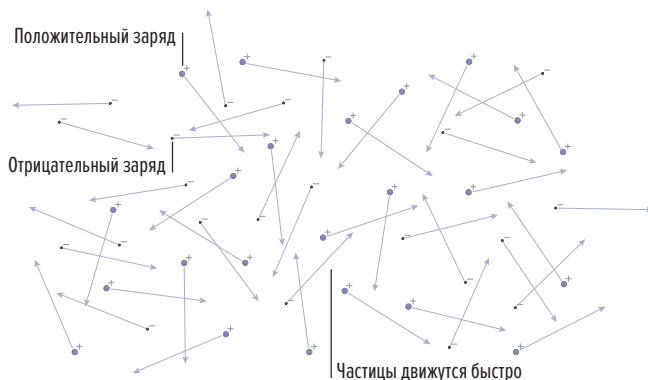 Положительный заряд
Отрицательный заряд
Частицы движутся быстро